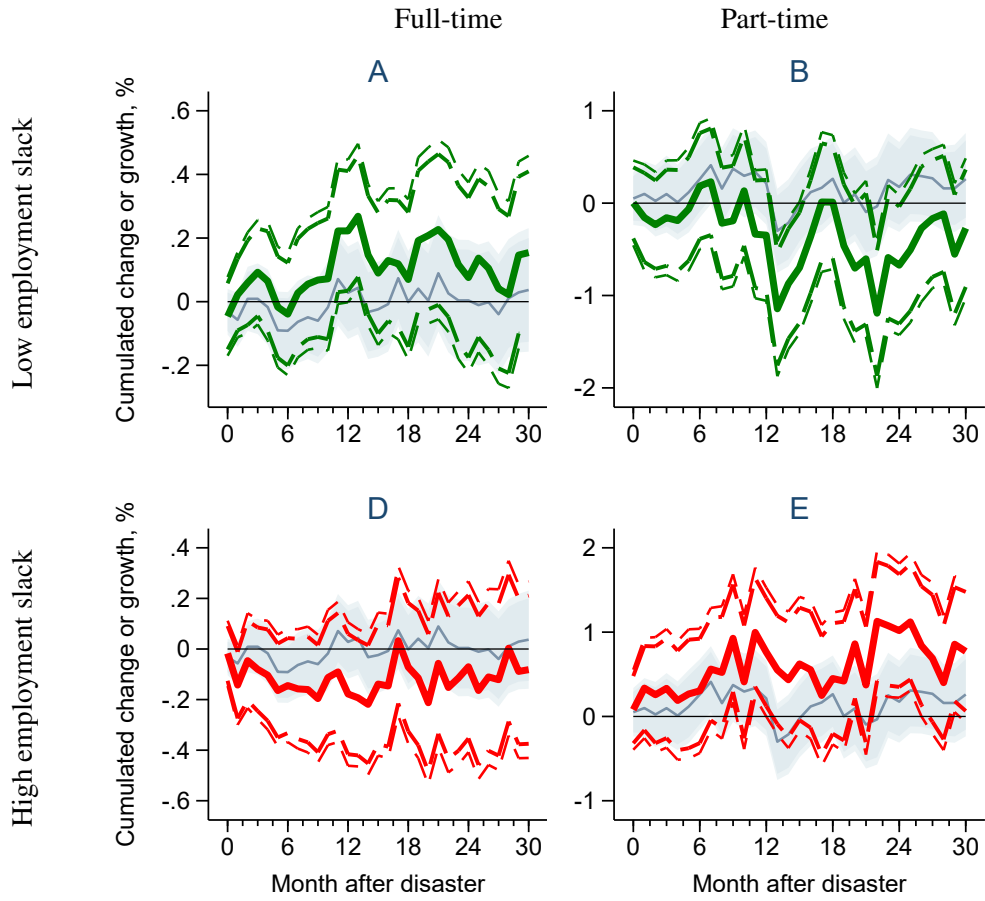 Full-time Part-time
Low employment slack
A
Cumulated change or growth, %
.6
.4
.2
0
-.2
0 6 12 18 24 30
B
1
0
-1
-2
0 6 12 18 24 30
High employment slack
D
Cumulated change or growth, %
.4
.2
0
-.2
-.4
-.6
0 6 12 18 24 30
Month after disaster
E
2
1
0
-1
0 6 12 18 24 30
Month after disaster